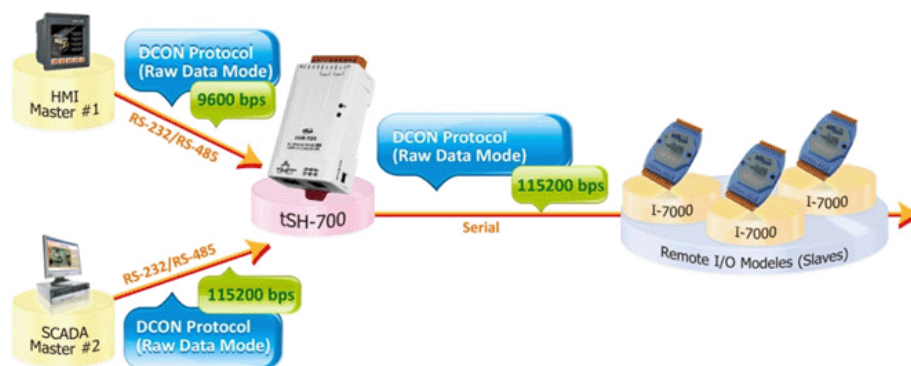 DCON Protocol
(Raw Data Mode)
9600 bps
HMI
Master #1
RS-232/RS-485
tSH-700
DCON Protocol
(Raw Data Mode)
115200 bps
Serial
I-7000
I-7000
I-7000
Remote I/O Modeles (Slaves)
RS-232/RS-485
115200 bps
DCON Protocol
(Raw Data Mode)
SCADA
Master #2